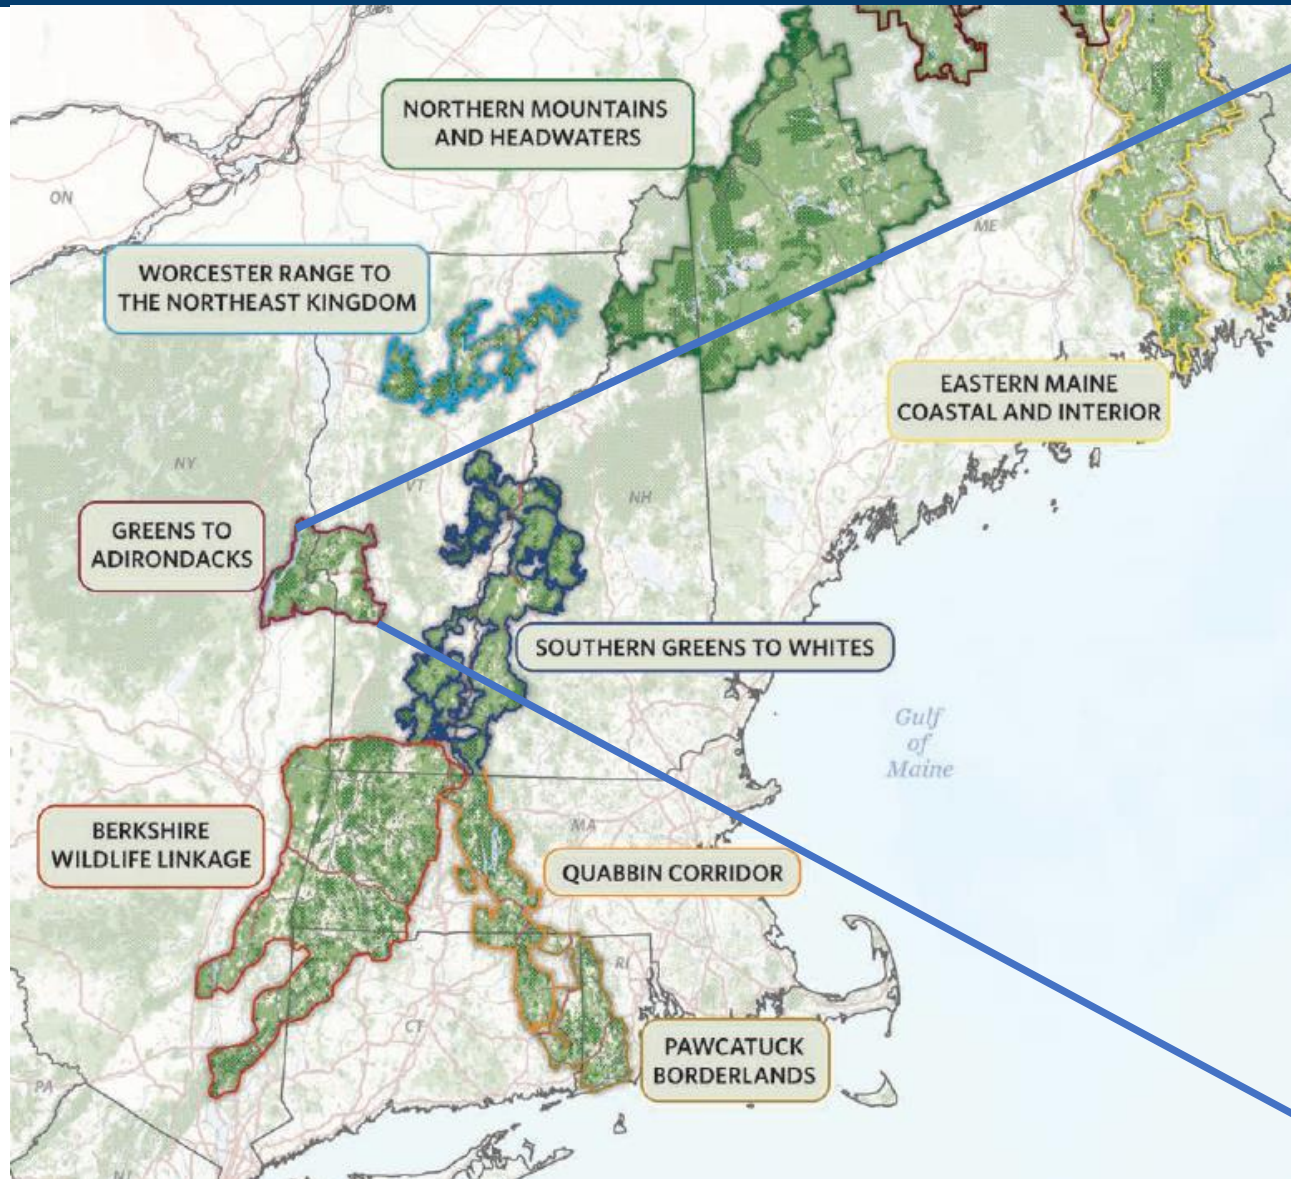 NORTHERN MOUNTAINS
AND HEADWATERS
ON
ME
WORCESTER RANGE TO
THE NORTHEAST KINGDOM
EASTERN MAINE
COASTAL AND INTERIOR
NY
VT
NH
GREENS TO
ADIRONDACKS
SOUTHERN GREENS TO WHITES
Gulf
of
Maine
BERKSHIRE
WILDLIFE LINKAGE
MA
QUABBIN CORRIDOR
RI
CT
PAWCATUCK
BORDERLANDS
PA
NJ